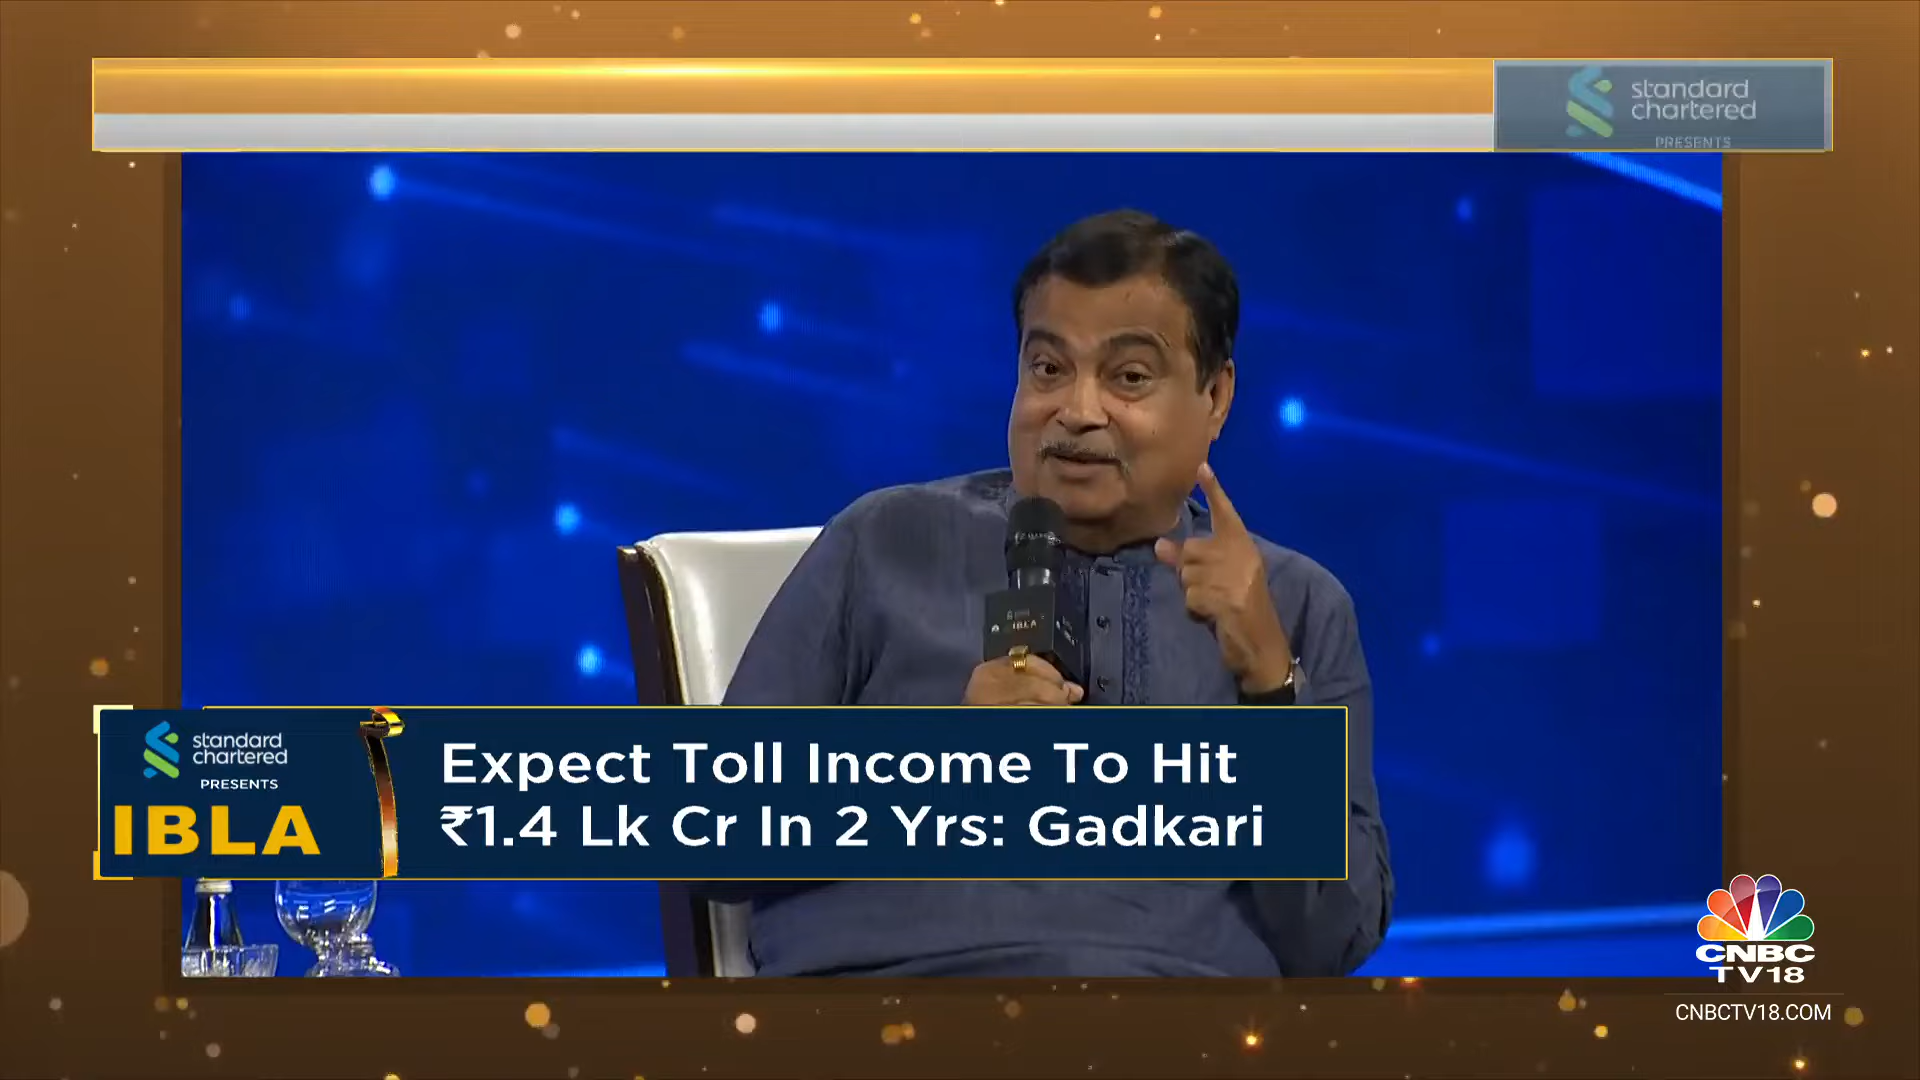 standard
chartered
PRESENTS
IBLA
standard
chartered
PRESENTS
IBLA
Expect Toll Income To Hit
₹1.4 Lk Cr In 2 Yrs: Gadkari
CNBC
TV18
CNBCTV18.COM